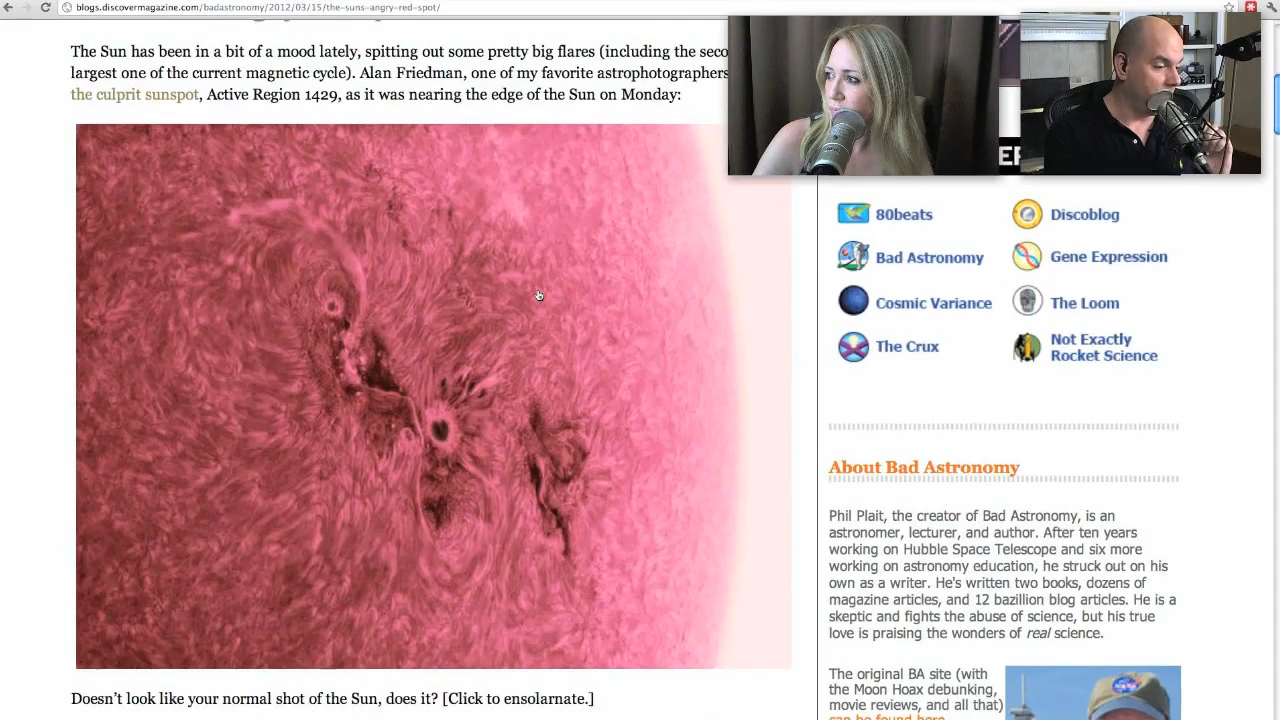 blogs.discovermagazine.com/badastronomy/2012/03/15/the-suns-angry-red-spot/
The Sun has been in a bit of a mood lately, spitting out some pretty big flares (including the
largest one of the current magnetic cycle). Alan Friedman, one of my favorite astrophotographers
the culprit sunspot, Active Region 1429, as it was nearing the edge of the Sun on Monday:
Doesn't look like your normal shot of the Sun, does it? [Click to ensolarnate.]
80beats
Discoblog
Bad Astronomy
Gene Expression
Cosmic Variance
The Loom
The Crux
Not Exactly
Rocket Science
About Bad Astronomy
Phil Plait, the creator of Bad Astronomy, is an
astronomer, lecturer, and author. After ten years
working on Hubble Space Telescope and six more
working on astronomy education, he struck out on his
own as a writer. He's written two books, dozens of
magazine articles, and 12 bazillion blog articles. He is a
skeptic and fights the abuse of science, but his true
love is praising the wonders of real science.
The original BA site (with
the Moon Hoax debunking,
movie reviews, and all that)
can be found here